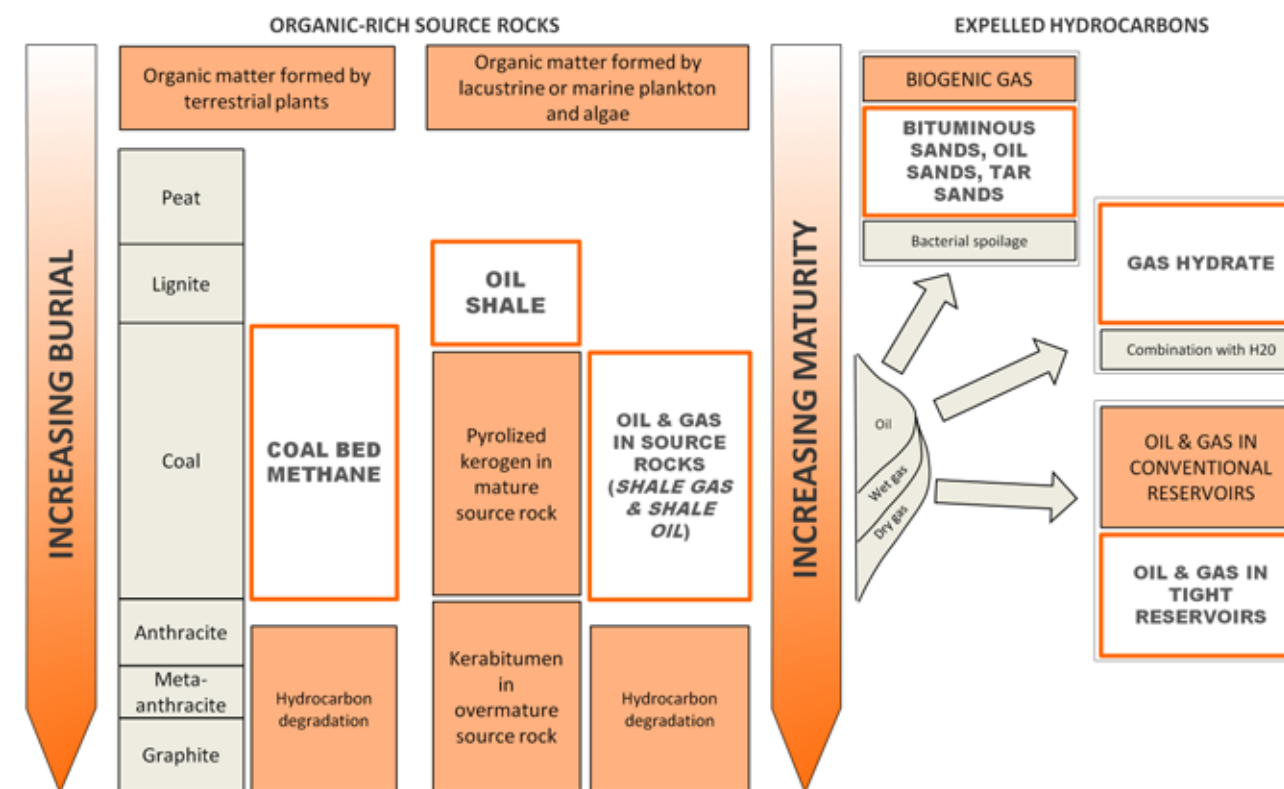 ORGANIC-RICH SOURCE ROCKS
EXPELLED HYDROCARBONS
INCREASING BURIAL
Organic matter formed by
terrestrial plants
Organic matter formed by
lacustrine or marine plankton
and algae
Peat
Lignite
Coal
Anthracite
Meta-
anthracite
Graphite
COAL BED
METHANE
Hydrocarbon
degradation
OIL
SHALE
Pyrolized
kerogen in
mature
source rock
Kerabitumen
in
overmature
source rock
OIL & GAS
IN SOURCE
ROCKS
(SHALE GAS
& SHALE
OIL)
Hydrocarbon
degradation
INCREASING MATURITY
BIOGENIC GAS
BITUMINOUS
SANDS, OIL
SANDS, TAR
SANDS
Bacterial spoilage
Oil
Wet gas
Dry gas
GAS HYDRATE
Combination with H20
OIL & GAS IN
CONVENTIONAL
RESERVOIRS
OIL & GAS IN
TIGHT
RESERVOIRS